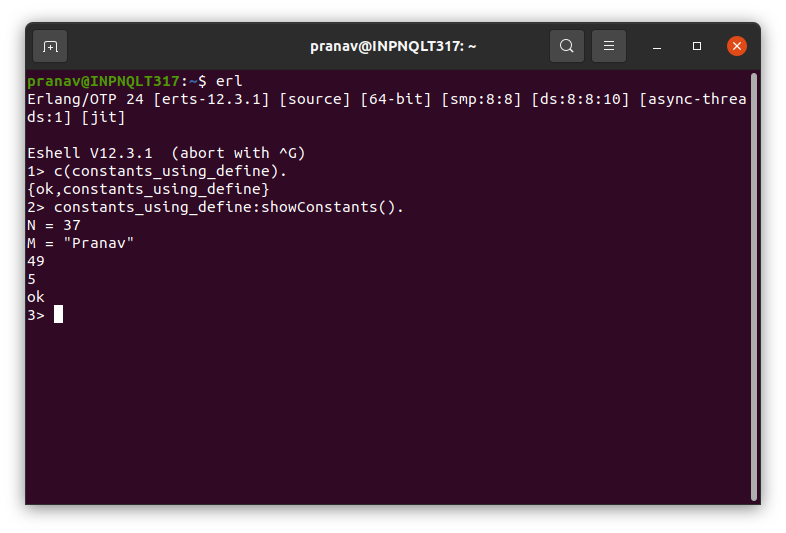 pranav@INPNQLT317: ~
pranav@INPNQLT317:~$ erl
Erlang/OTP 24 [erts-12.3.1] [source] [64-bit] [smp:8:8] [ds:8:8:10] [async-threa
ds:1] [jit]
Eshell V12.3.1  (abort with ^G)
1> c(constants_using_define).
{ok,constants_using_define}
2> constants_using_define:showConstants().
N = 37
M = "Pranav"
49
5
ok
3>